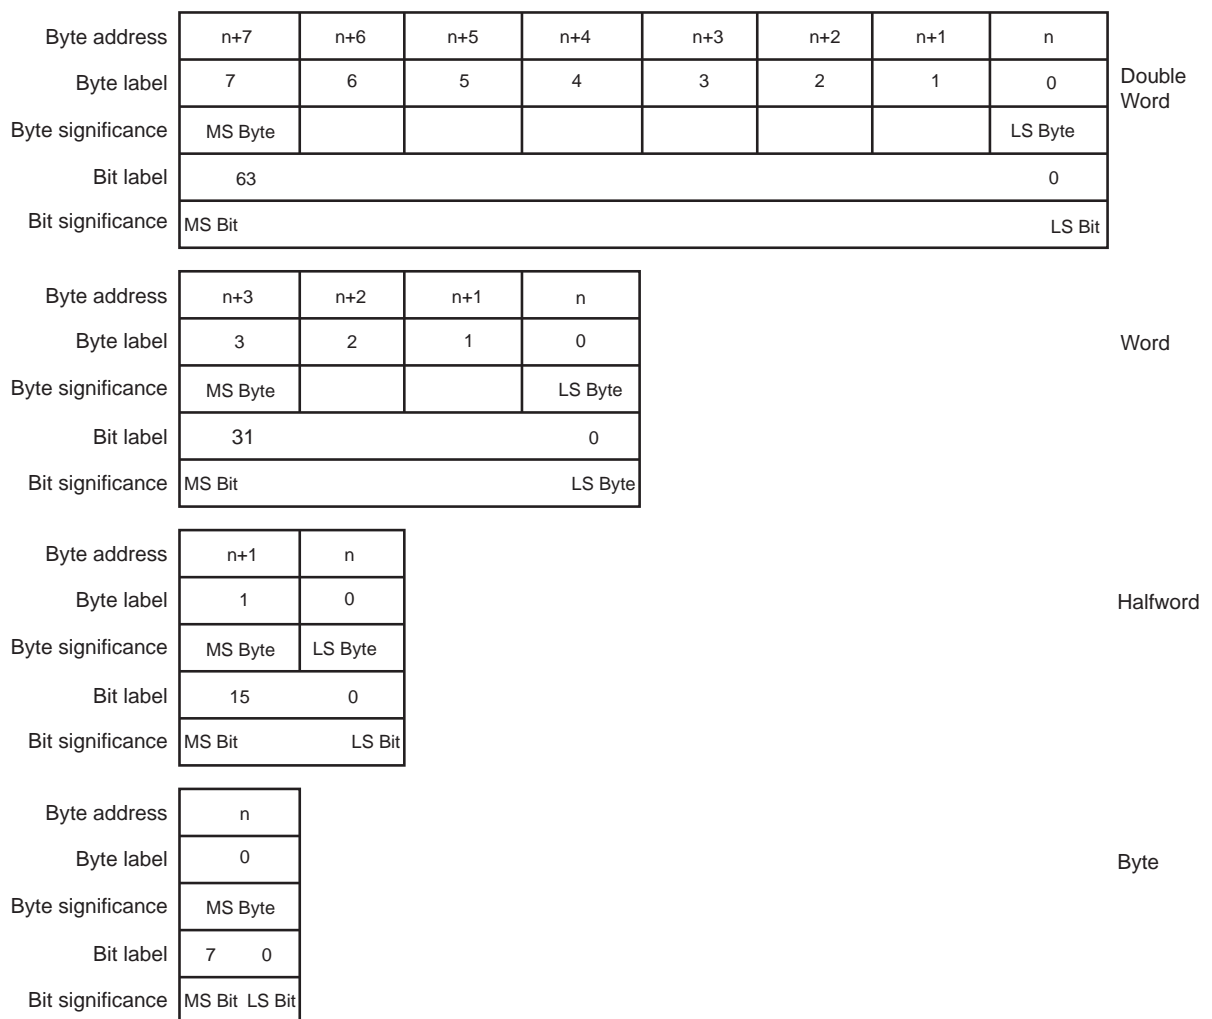 Byte address n+7 n+6 n+5 n+4 n+3 n+2 n+1 n
Byte label 7 6 5 4 3 2 1 0
Double
Word
Byte significance MS Byte LS Byte
Bit label 63 0
Bit significance MS Bit LS Bit
Byte address n+3 n+2 n+1 n
Byte label 3 2 1 0 Word
Byte significance MS Byte LS Byte
Bit label 31 0
Bit significance MS Bit LS Byte
Byte address n+1 n
Byte label 1 0 Halfword
Byte significance MS Byte LS Byte
Bit label 15 0
Bit significance MS Bit LS Bit
Byte address n
Byte label 0 Byte
Byte significance MS Byte
Bit label 7 0
Bit significance MS Bit LS Bit